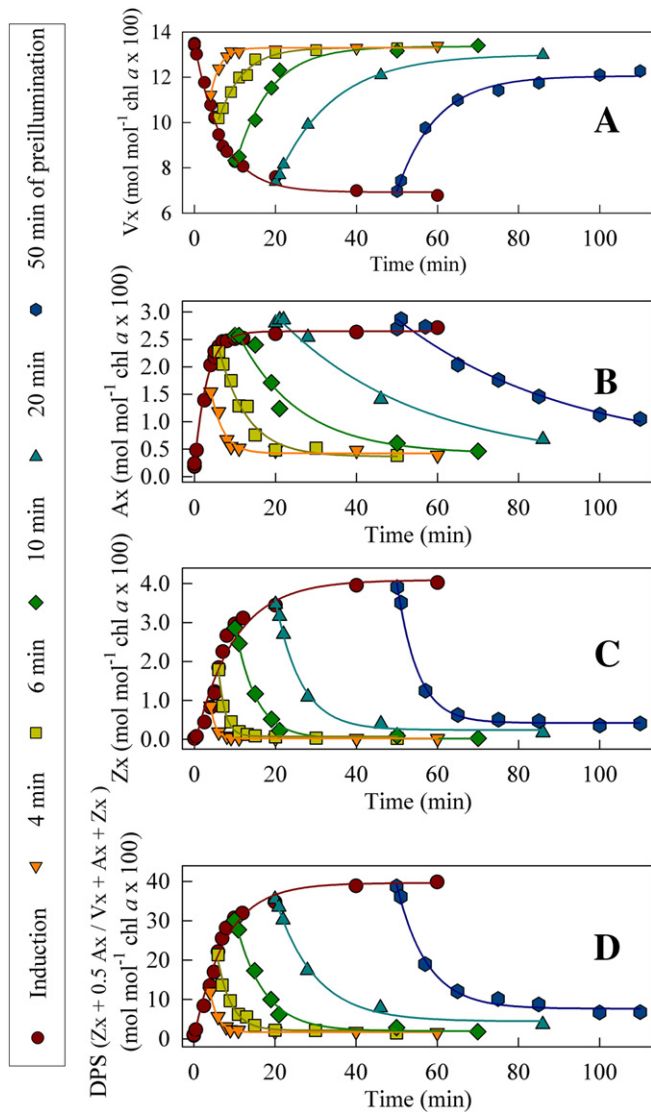 50 min of preillumination
20 min
10 min
6 min
4 min
Induction
Vx (mol mol⁻¹ chl a x 100)
14
12
10
8
6
A
0 20 40 60 80 100
Time (min)
Ax (mol mol⁻¹ chl a x 100)
3.0
2.5
2.0
1.5
1.0
0.5
0.0
B
0 20 40 60 80 100
Time (min)
Zx (mol mol⁻¹ chl a x 100)
4.0
3.0
2.0
1.0
0.0
C
0 20 40 60 80 100
Time (min)
DPS (Zx + 0.5 Ax / Vx + Ax + Zx)
(mol mol⁻¹ chl a x 100)
40
30
20
10
0
D
0 20 40 60 80 100
Time (min)